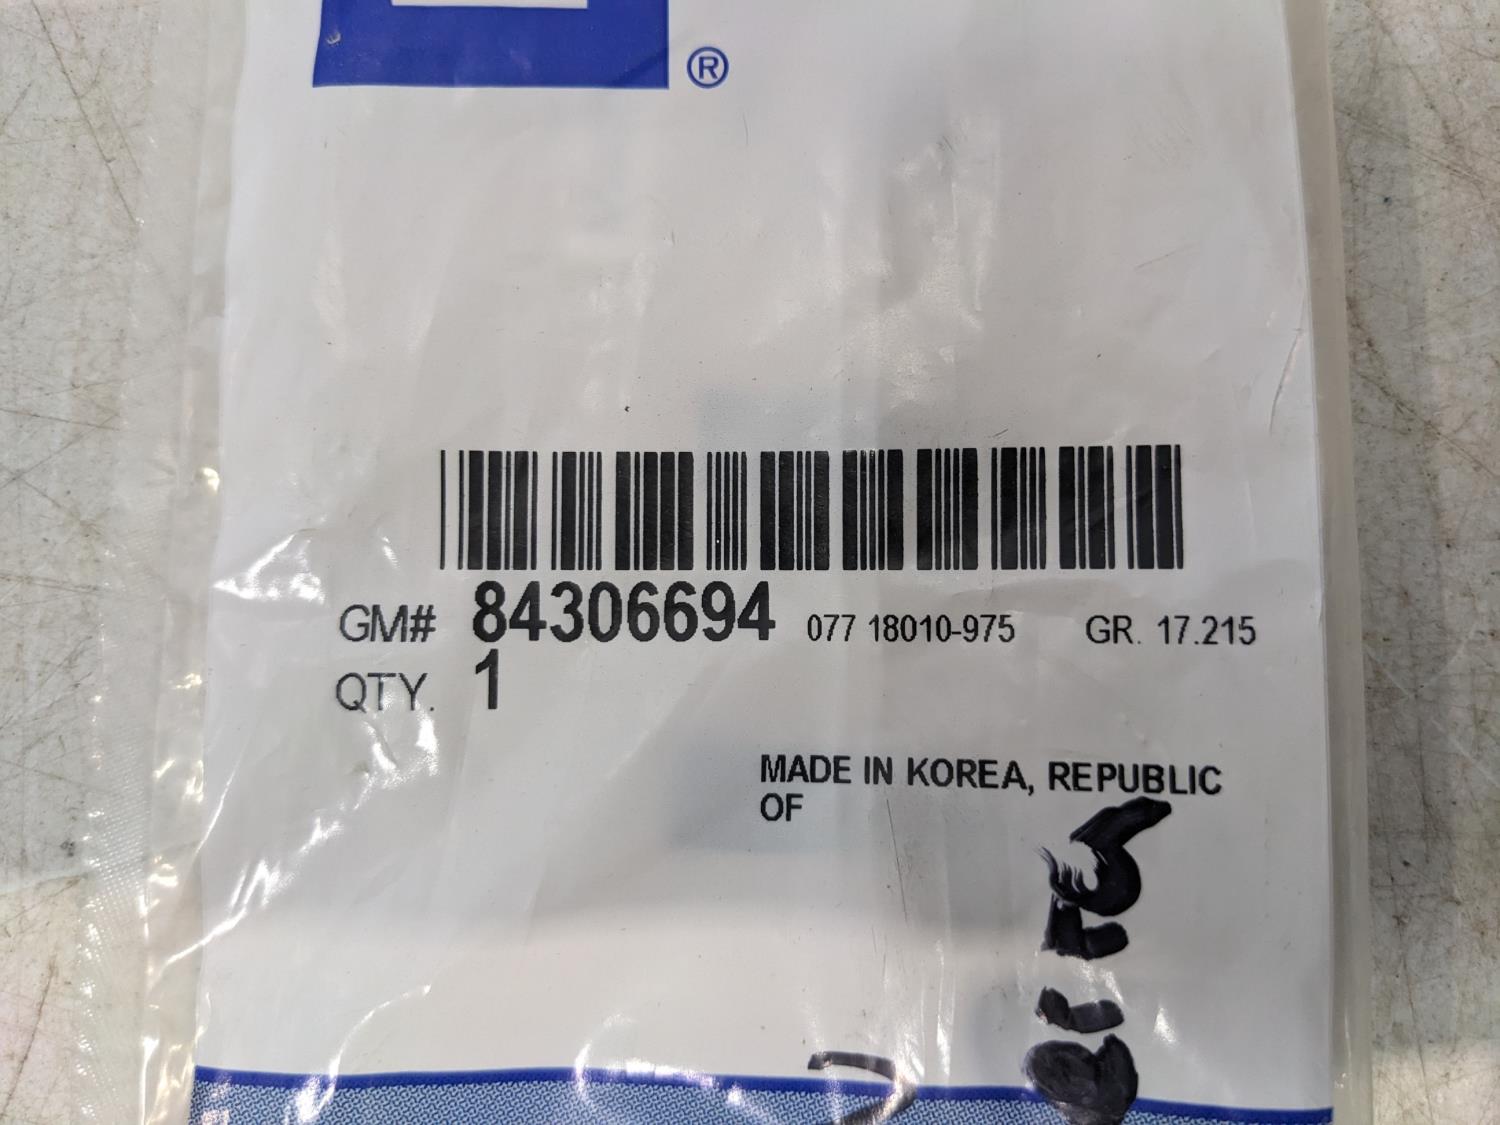 ®
GM# 84306694 077 18010-975 GR. 17.215
QTY. 1
MADE IN KOREA, REPUBLIC
OF